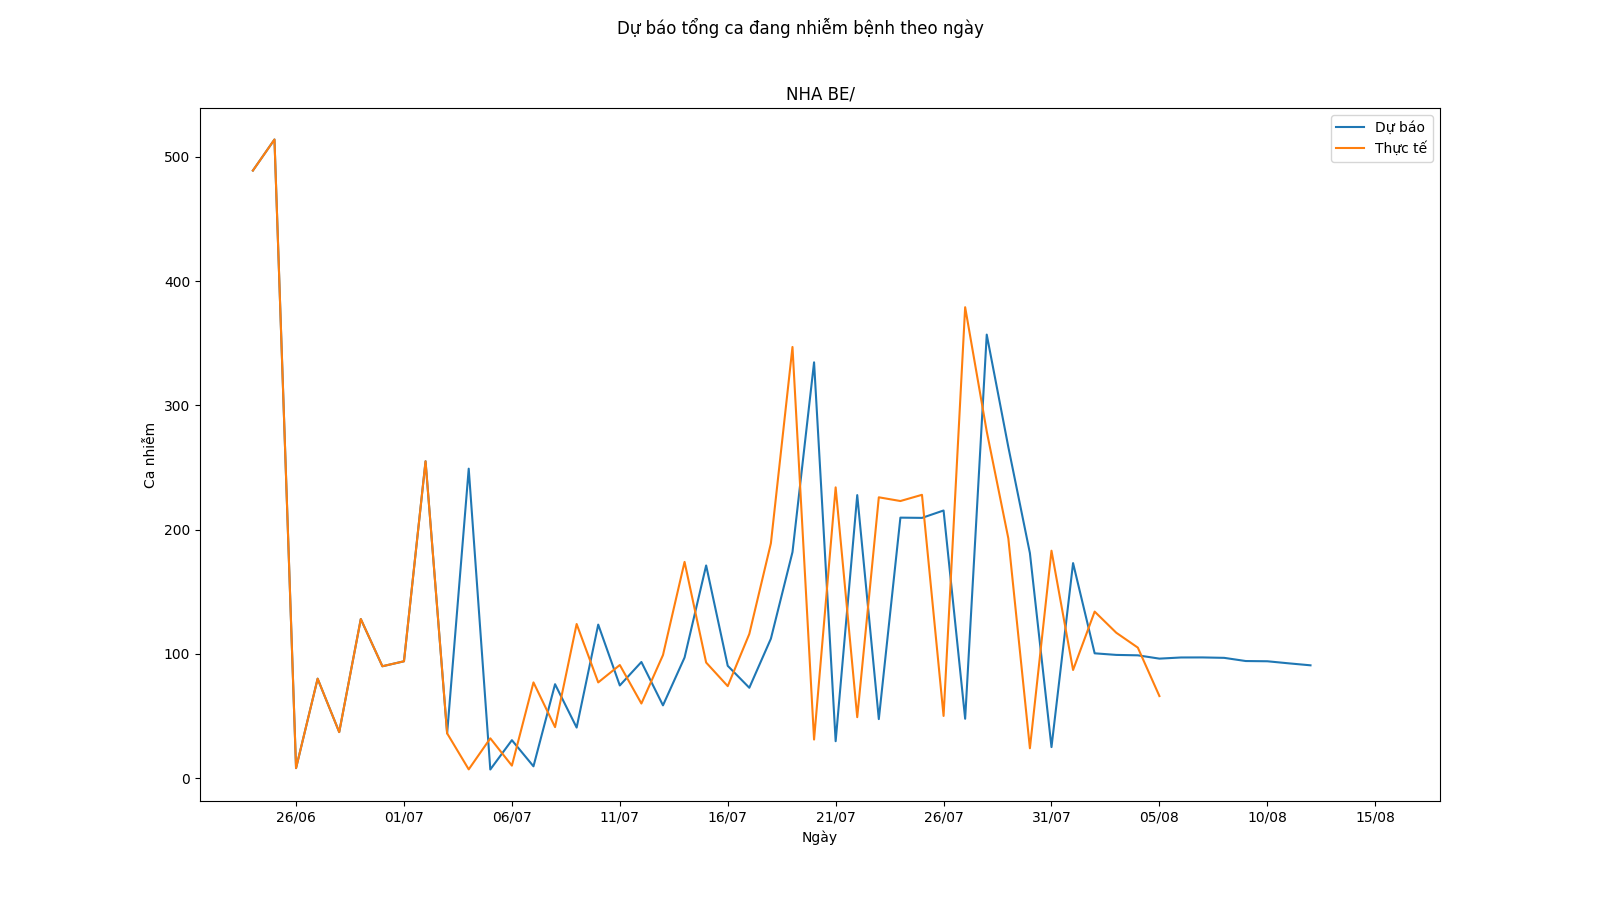 Dự báo tổng ca đang nhiễm bệnh theo ngày
NHA BE/
Dự báo
Thực tế
500
400
300
200
100
0
Ca nhiễm
26/06 01/07 06/07 11/07 16/07 21/07 26/07 31/07 05/08 10/08 15/08
Ngày